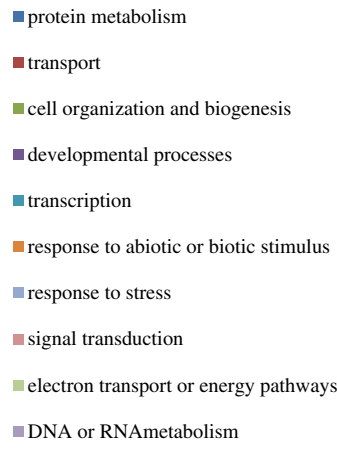 protein metabolism
transport
cell organization and biogenesis
developmental processes
transcription
response to abiotic or biotic stimulus
response to stress
signal transduction
electron transport or energy pathways
DNA or RNAmetabolism